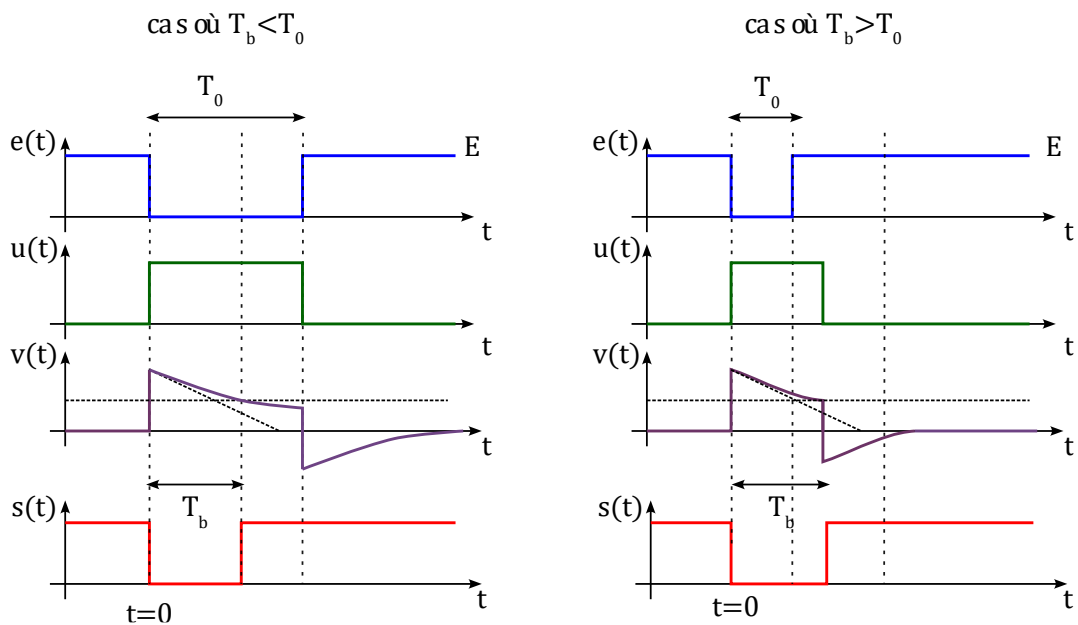 cas où T_b<T_0
T_0
e(t)
E
t
u(t)
t
v(t)
t
T_b
s(t)
t
t=0
cas où T_b>T_0
T_0
e(t)
E
t
u(t)
t
v(t)
t
T_b
s(t)
t
t=0